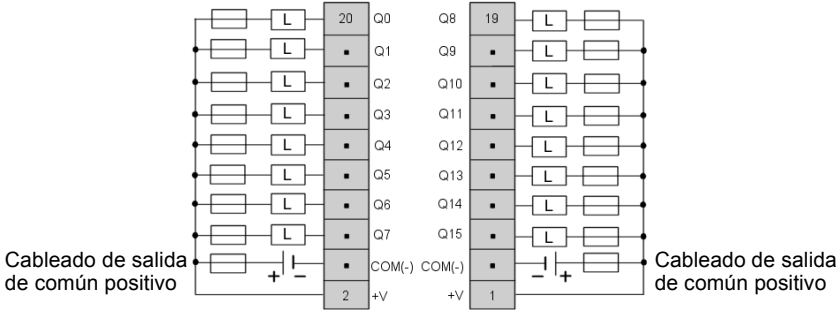 L 20 Q0 Q8 19 L
L Q1 Q9 L
L Q2 Q10 L
L Q3 Q11 L
L Q4 Q12 L
L Q5 Q13 L
L Q6 Q14 L
L Q7 Q15 L
Cableado de salida
de común positivo
+ − COM(-) COM(-) − +
2 +V +V 1
Cableado de salida
de común positivo